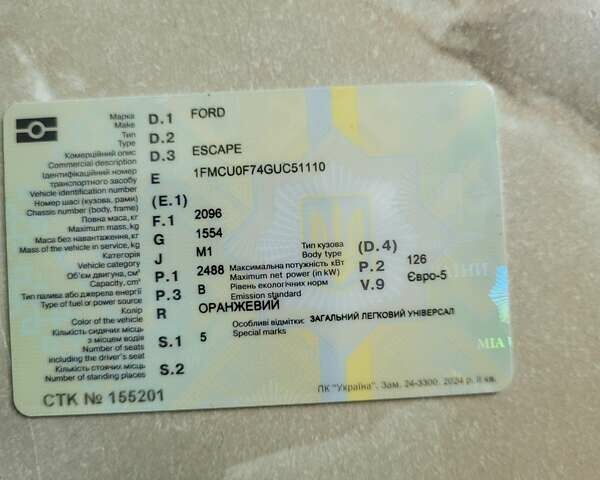 Марка D.1 FORD
Make
Тип D.2
Type
Комерційний опис D.3 ESCAPE
Commercial description
Ідентифікаційний номер E 1FMCU0F74GUC51110
транспортного засобу
Vehicle identification number
Номер шасі (кузова, рами) (E.1)
Chassis number (body, frame)
Повна маса, кг F.1 2096
Maximum mass, kg
Маса без навантаження, кг G 1554
Mass of the vehicle in service, kg
Категорія J M1 Тип кузова (D.4)
Vehicle category Body type
Об'єм двигуна, см³ P.1 2488 Максимальна потужність кВт P.2 126
Capacity, cm³ Maximum net power (in kW)
Тип палива або джерела енергії P.3 B Рівень екологічних норм V.9 Євро-5
Type of fuel or power source Emission standard
Колір R ОРАНЖЕВИЙ
Color of the vehicle
Кількість сидячих місць S.1 5 Особливі відмітки: ЗАГАЛЬНИЙ ЛЕГКОВИЙ УНІВЕРСАЛ
з місцем водія Special marks
Number of seats
including the driver's seat
Кількість стоячих місць S.2
Number of standing places
СТК № 155201
ПК "Україна". Зам. 24-3300. 2024 р. II кв.
МІА